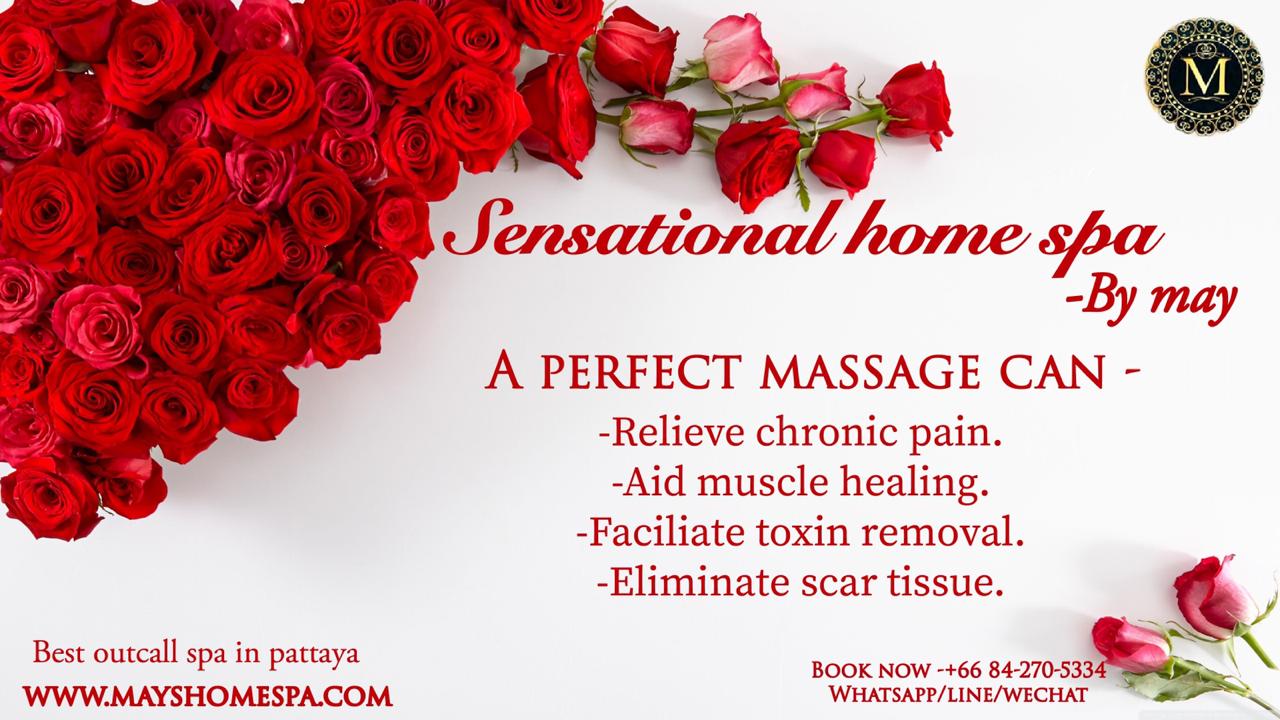 M
Sensational home spa
-By may
A PERFECT MASSAGE CAN -
-Relieve chronic pain.
-Aid muscle healing.
-Faciliate toxin removal.
-Eliminate scar tissue.
Best outcall spa in pattaya
WWW.MAYSHOMESPA.COM
BOOK NOW -+66 84-270-5334
WHATSAPP/LINE/WECHAT